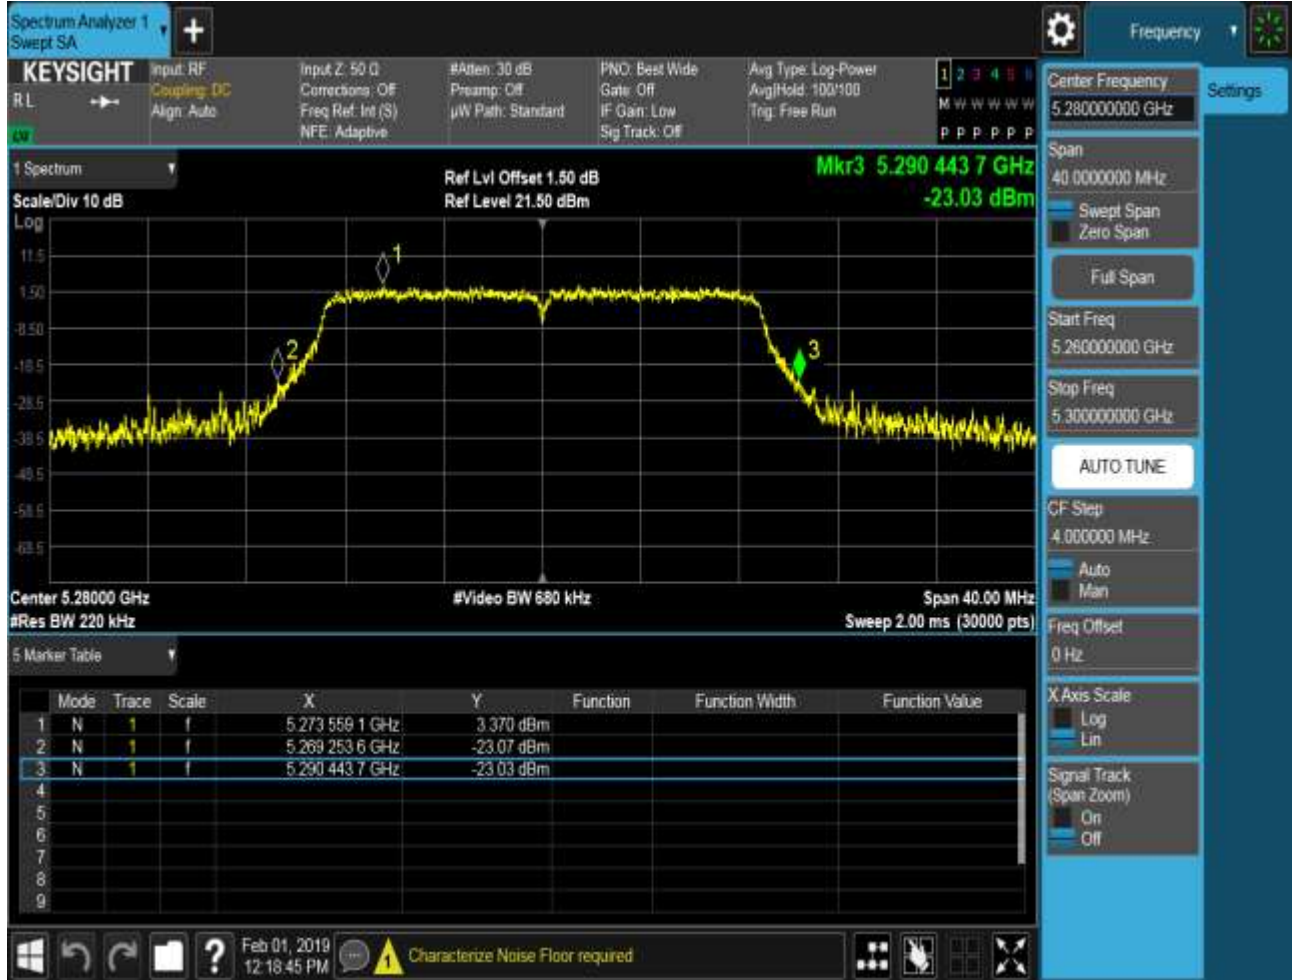 Spectrum Analyzer 1
Swept SA
Frequency
KEYSIGHT
R L
LXI
Input: RF
Coupling: DC
Align: Auto
Input Z: 50 Ω
Corrections: Off
Freq Ref: Int (S)
NFE: Adaptive
#Atten: 30 dB
Preamp: Off
µW Path: Standard
PNO: Best Wide
Gate: Off
IF Gain: Low
Sig Track: Off
Avg Type: Log-Power
Avg|Hold: 100/100
Trig: Free Run
1 2 3 4 5 6
M W W W W W
P P P P P P
1 Spectrum
Scale/Div 10 dB
Ref Lvl Offset 1.50 dB
Ref Level 21.50 dBm
Mkr3 5.290 443 7 GHz
-23.03 dBm
Log
11.5
1.50
-8.50
-18.5
-28.5
-38.5
-48.5
-58.5
-68.5
1
2
3
Center 5.28000 GHz
#Res BW 220 kHz
#Video BW 680 kHz
Span 40.00 MHz
Sweep 2.00 ms (30000 pts)
5 Marker Table
Mode Trace Scale X Y Function Function Width Function Value
1 N 1 f 5.273 559 1 GHz 3.370 dBm
2 N 1 f 5.269 253 6 GHz -23.07 dBm
3 N 1 f 5.290 443 7 GHz -23.03 dBm
4
5
6
7
8
9
Feb 01, 2019
12:18:45 PM
1
Characterize Noise Floor required
?
Settings
Center Frequency
5.280000000 GHz
Span
40.0000000 MHz
Swept Span
Zero Span
Full Span
Start Freq
5.260000000 GHz
Stop Freq
5.300000000 GHz
AUTO TUNE
CF Step
4.000000 MHz
Auto
Man
Freq Offset
0 Hz
X Axis Scale
Log
Lin
Signal Track
(Span Zoom)
On
Off